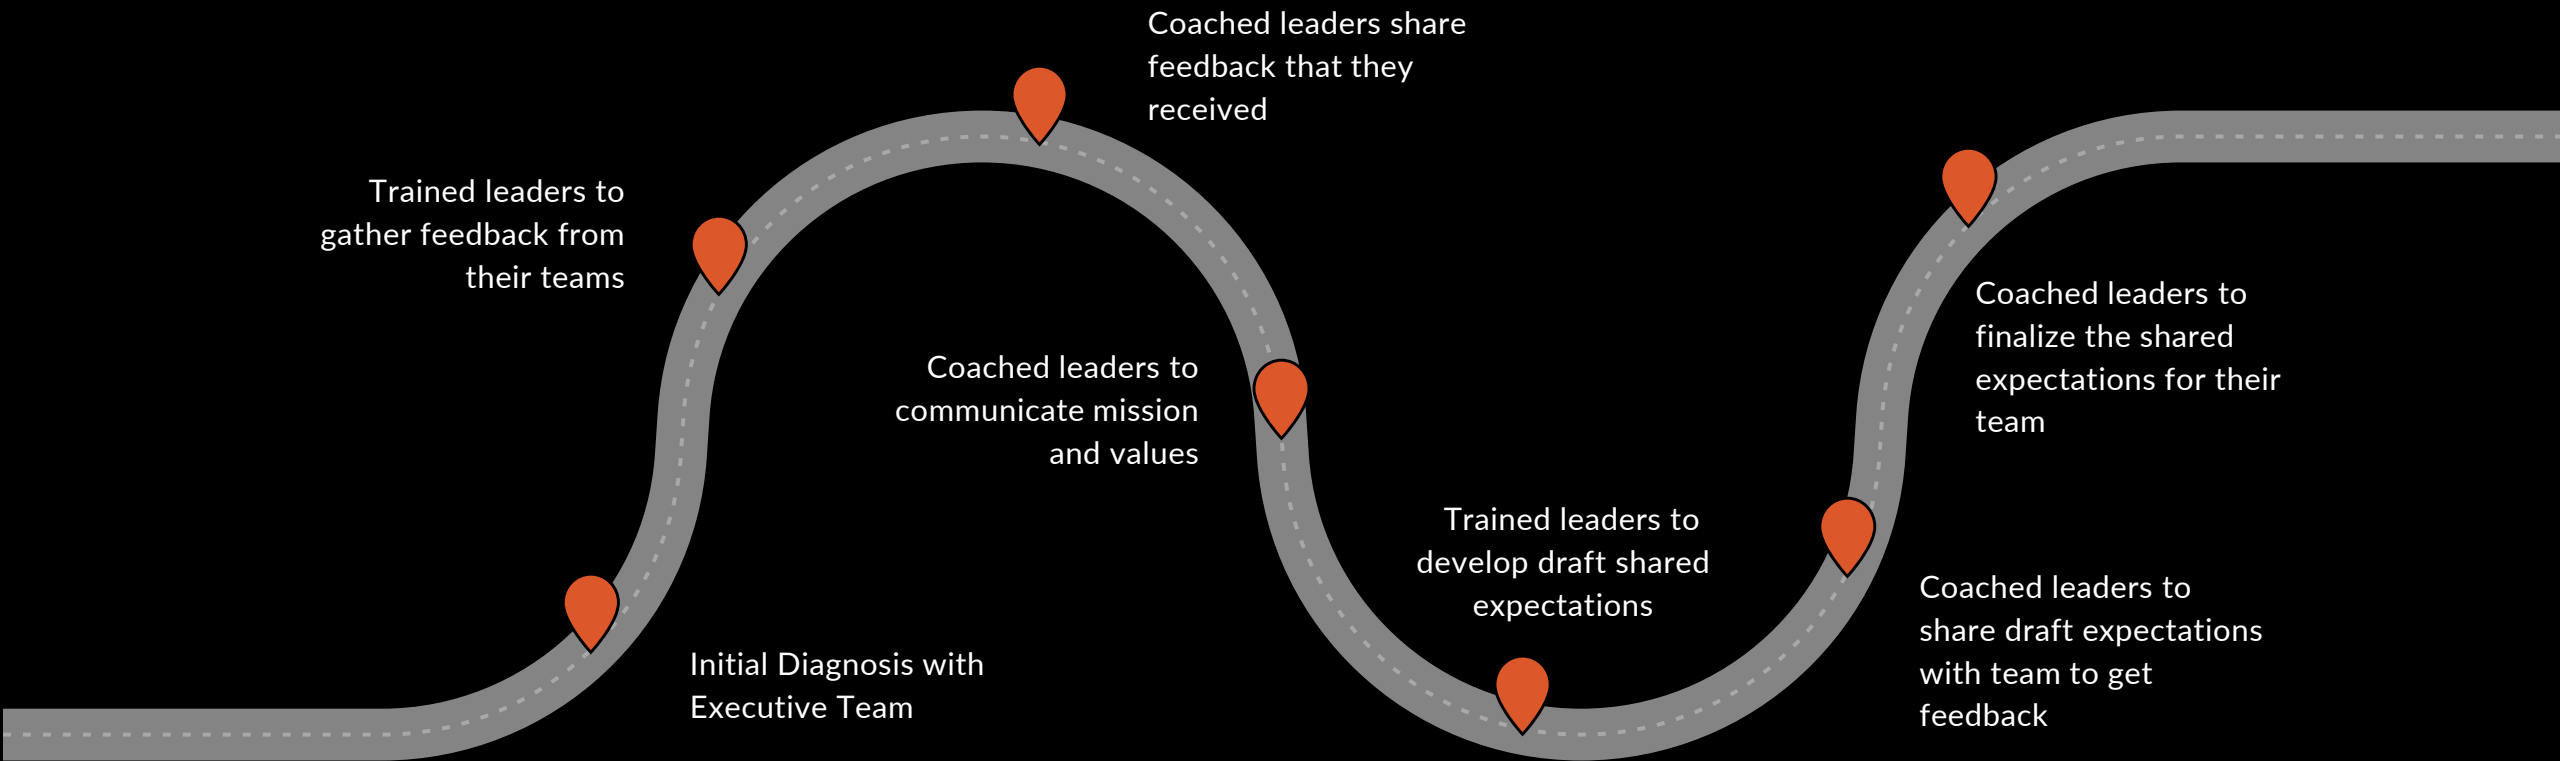 Coached leaders share
feedback that they
received
Trained leaders to
gather feedback from
their teams
Coached leaders to
communicate mission
and values
Initial Diagnosis with
Executive Team
Trained leaders to
develop draft shared
expectations
Coached leaders to
finalize the shared
expectations for their
team
Coached leaders to
share draft expectations
with team to get
feedback